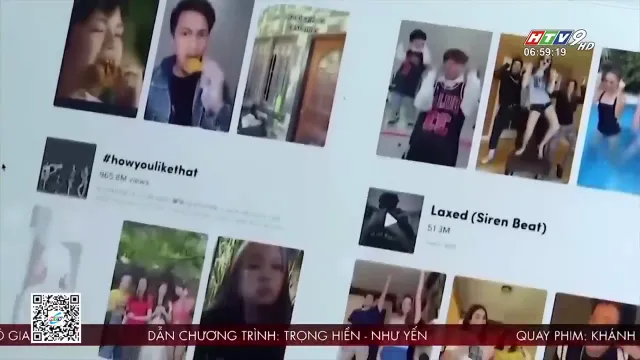 HTV9 HD
06:59:19
#howyoulikethat
965.8M views
Laxed (Siren Beat)
51.3M
Ô GIA
DẪN CHƯƠNG TRÌNH: TRỌNG HIỀN - NHƯ YẾN
QUAY PHIM: KHÁNH